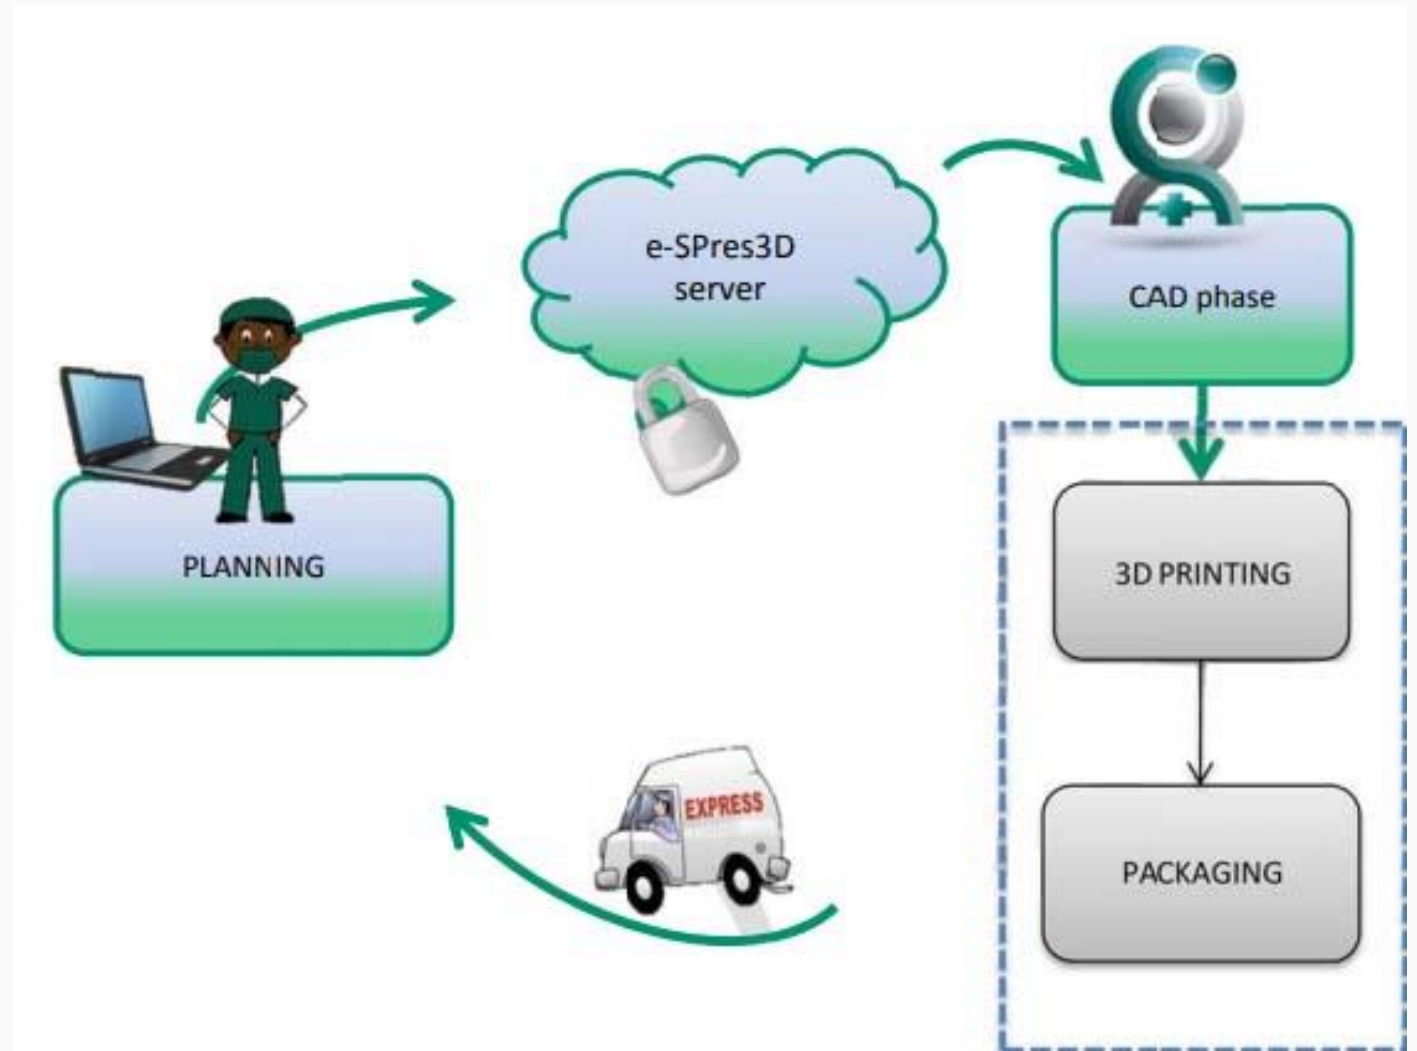 e-SPres3D
server
CAD phase
PLANNING
3D PRINTING
EXPRESS
PACKAGING